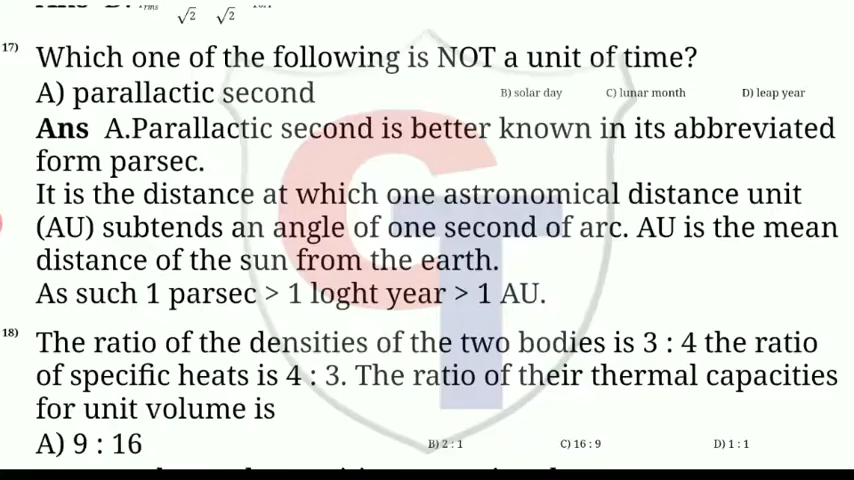 17) Which one of the following is NOT a unit of time?
A) parallactic second B) solar day C) lunar month D) leap year
Ans A.Parallactic second is better known in its abbreviated
form parsec.
It is the distance at which one astronomical distance unit
(AU) subtends an angle of one second of arc. AU is the mean
distance of the sun from the earth.
As such 1 parsec > 1 loght year > 1 AU.
18) The ratio of the densities of the two bodies is 3 : 4 the ratio
of specific heats is 4 : 3. The ratio of their thermal capacities
for unit volume is
A) 9 : 16 B) 2 : 1 C) 16 : 9 D) 1 : 1